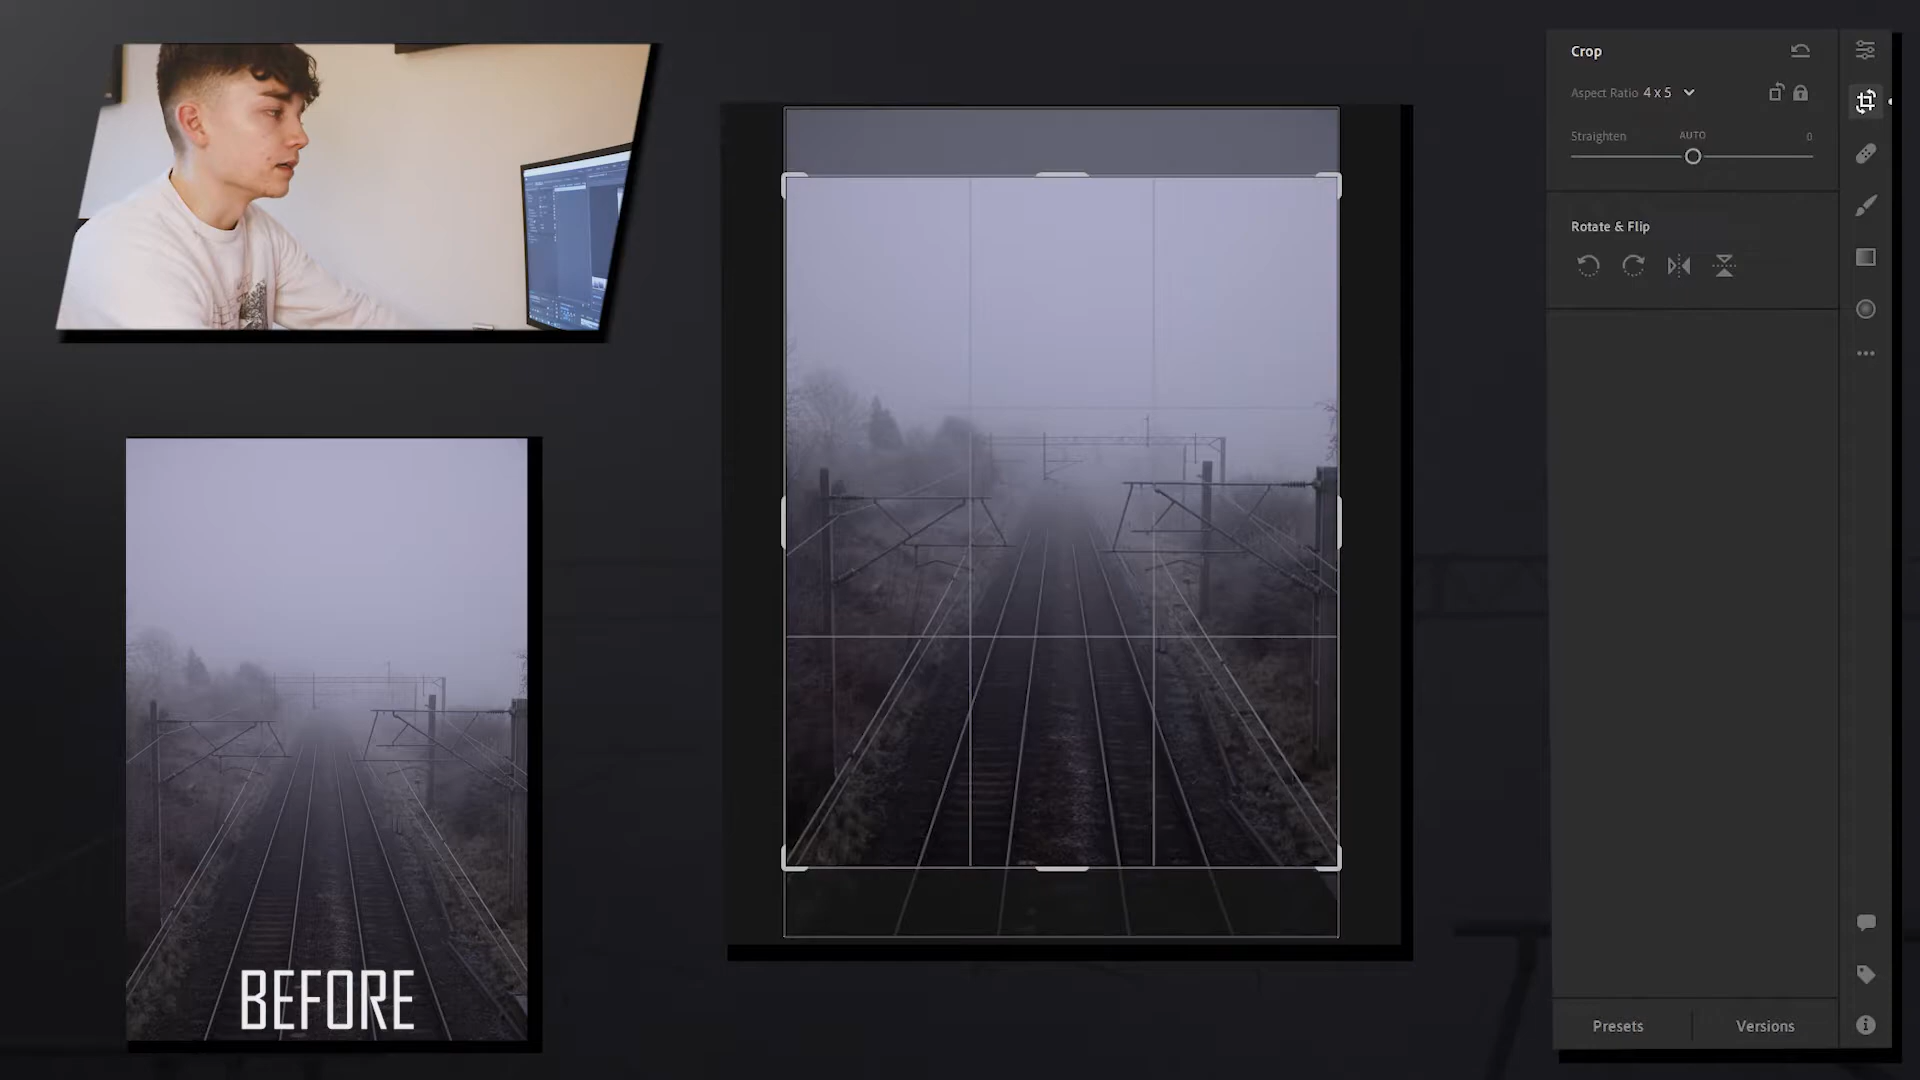 Crop
Aspect Ratio 4 x 5
Straighten AUTO 0
Rotate & Flip
BEFORE
Presets Versions